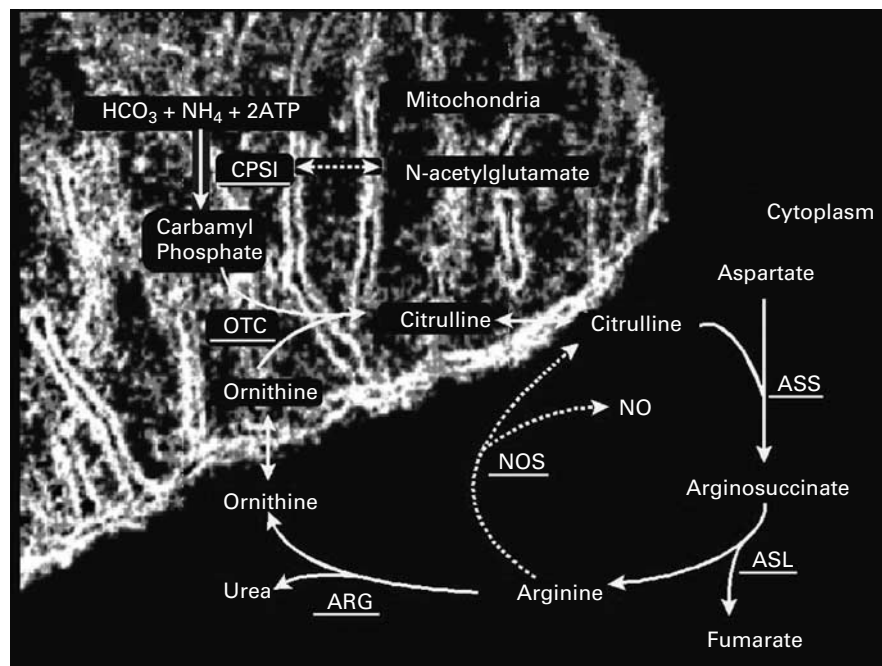 HCO₃ + NH₄ + 2ATP
Mitochondria
CPSI
N-acetylglutamate
Carbamyl
Phosphate
Cytoplasm
Aspartate
OTC
Citrulline
Citrulline
Ornithine
ASS
NO
NOS
Ornithine
Arginosuccinate
ASL
Urea
ARG
Arginine
Fumarate